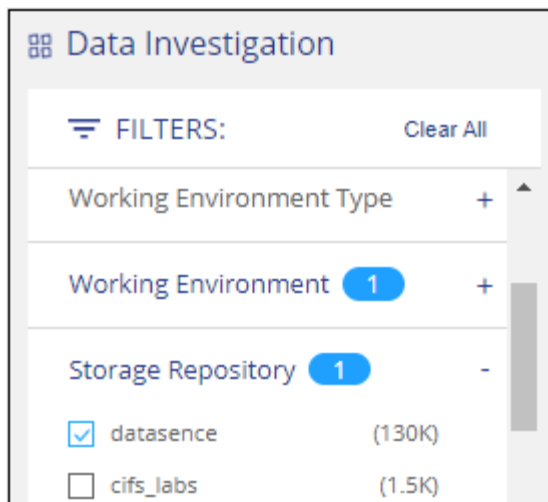 Data Investigation
FILTERS: Clear All
Working Environment Type +
Working Environment 1 +
Storage Repository 1 -
datasence (130K)
cifs_labs (1.5K)